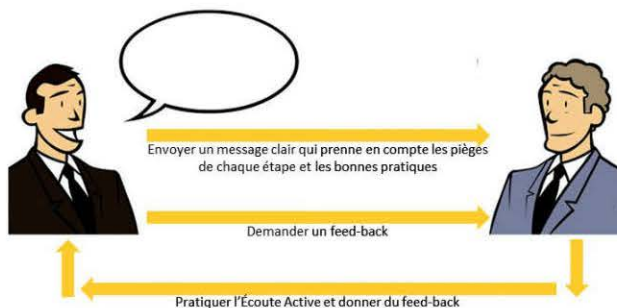 Envoyer un message clair qui prenne en compte les pièges
de chaque étape et les bonnes pratiques
Demander un feed-back
Pratiquer l'Écoute Active et donner du feed-back